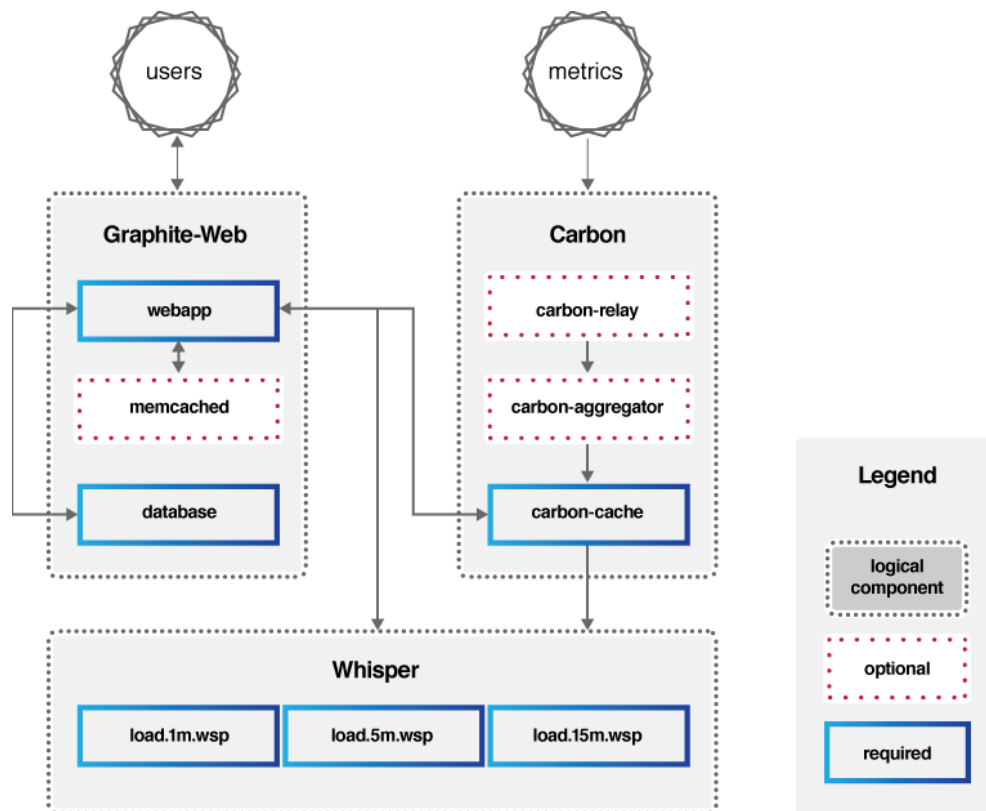 users
metrics
Graphite-Web
webapp
memcached
database
Carbon
carbon-relay
carbon-aggregator
carbon-cache
Whisper
load.1m.wsp
load.5m.wsp
load.15m.wsp
Legend
logical
component
optional
required